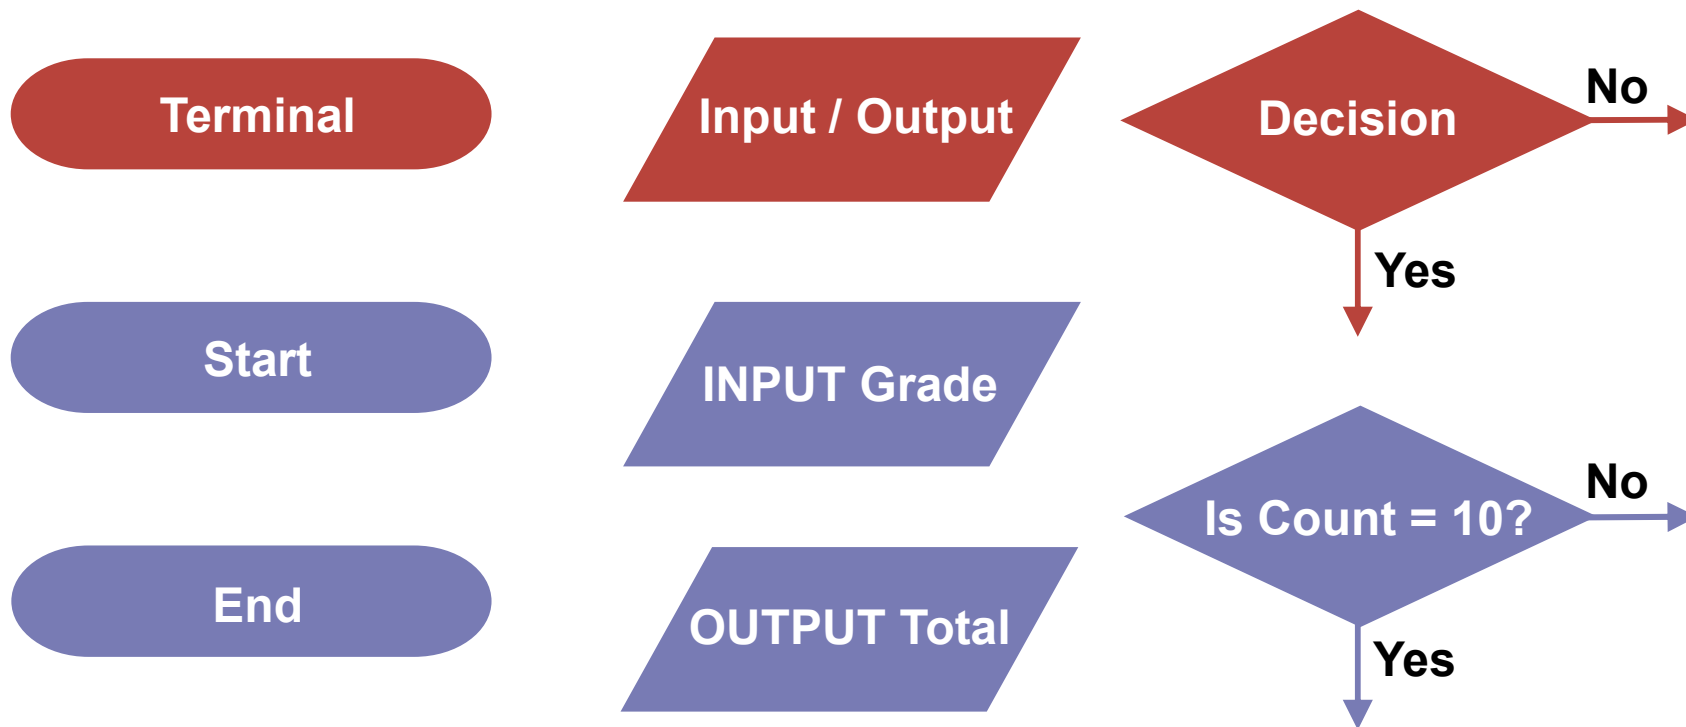 Terminal
Input / Output
Decision
No
Yes
Start
INPUT Grade
Is Count = 10?
No
Yes
End
OUTPUT Total